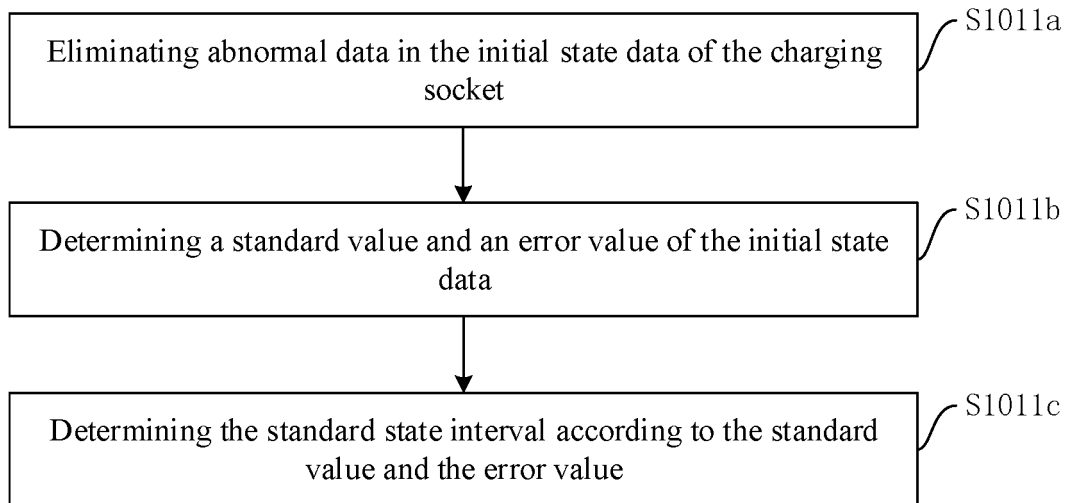 S1011a
Eliminating abnormal data in the initial state data of the charging
socket
S1011b
Determining a standard value and an error value of the initial state
data
S1011c
Determining the standard state interval according to the standard
value and the error value